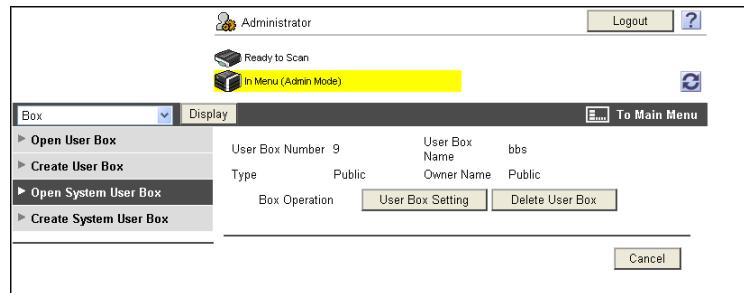 Administrator
Logout
?
Ready to Scan
In Menu (Admin Mode)
Box
Display
To Main Menu
Open User Box
Create User Box
Open System User Box
Create System User Box
User Box Number 9
User Box Name bbs
Type Public
Owner Name Public
Box Operation
User Box Setting
Delete User Box
Cancel